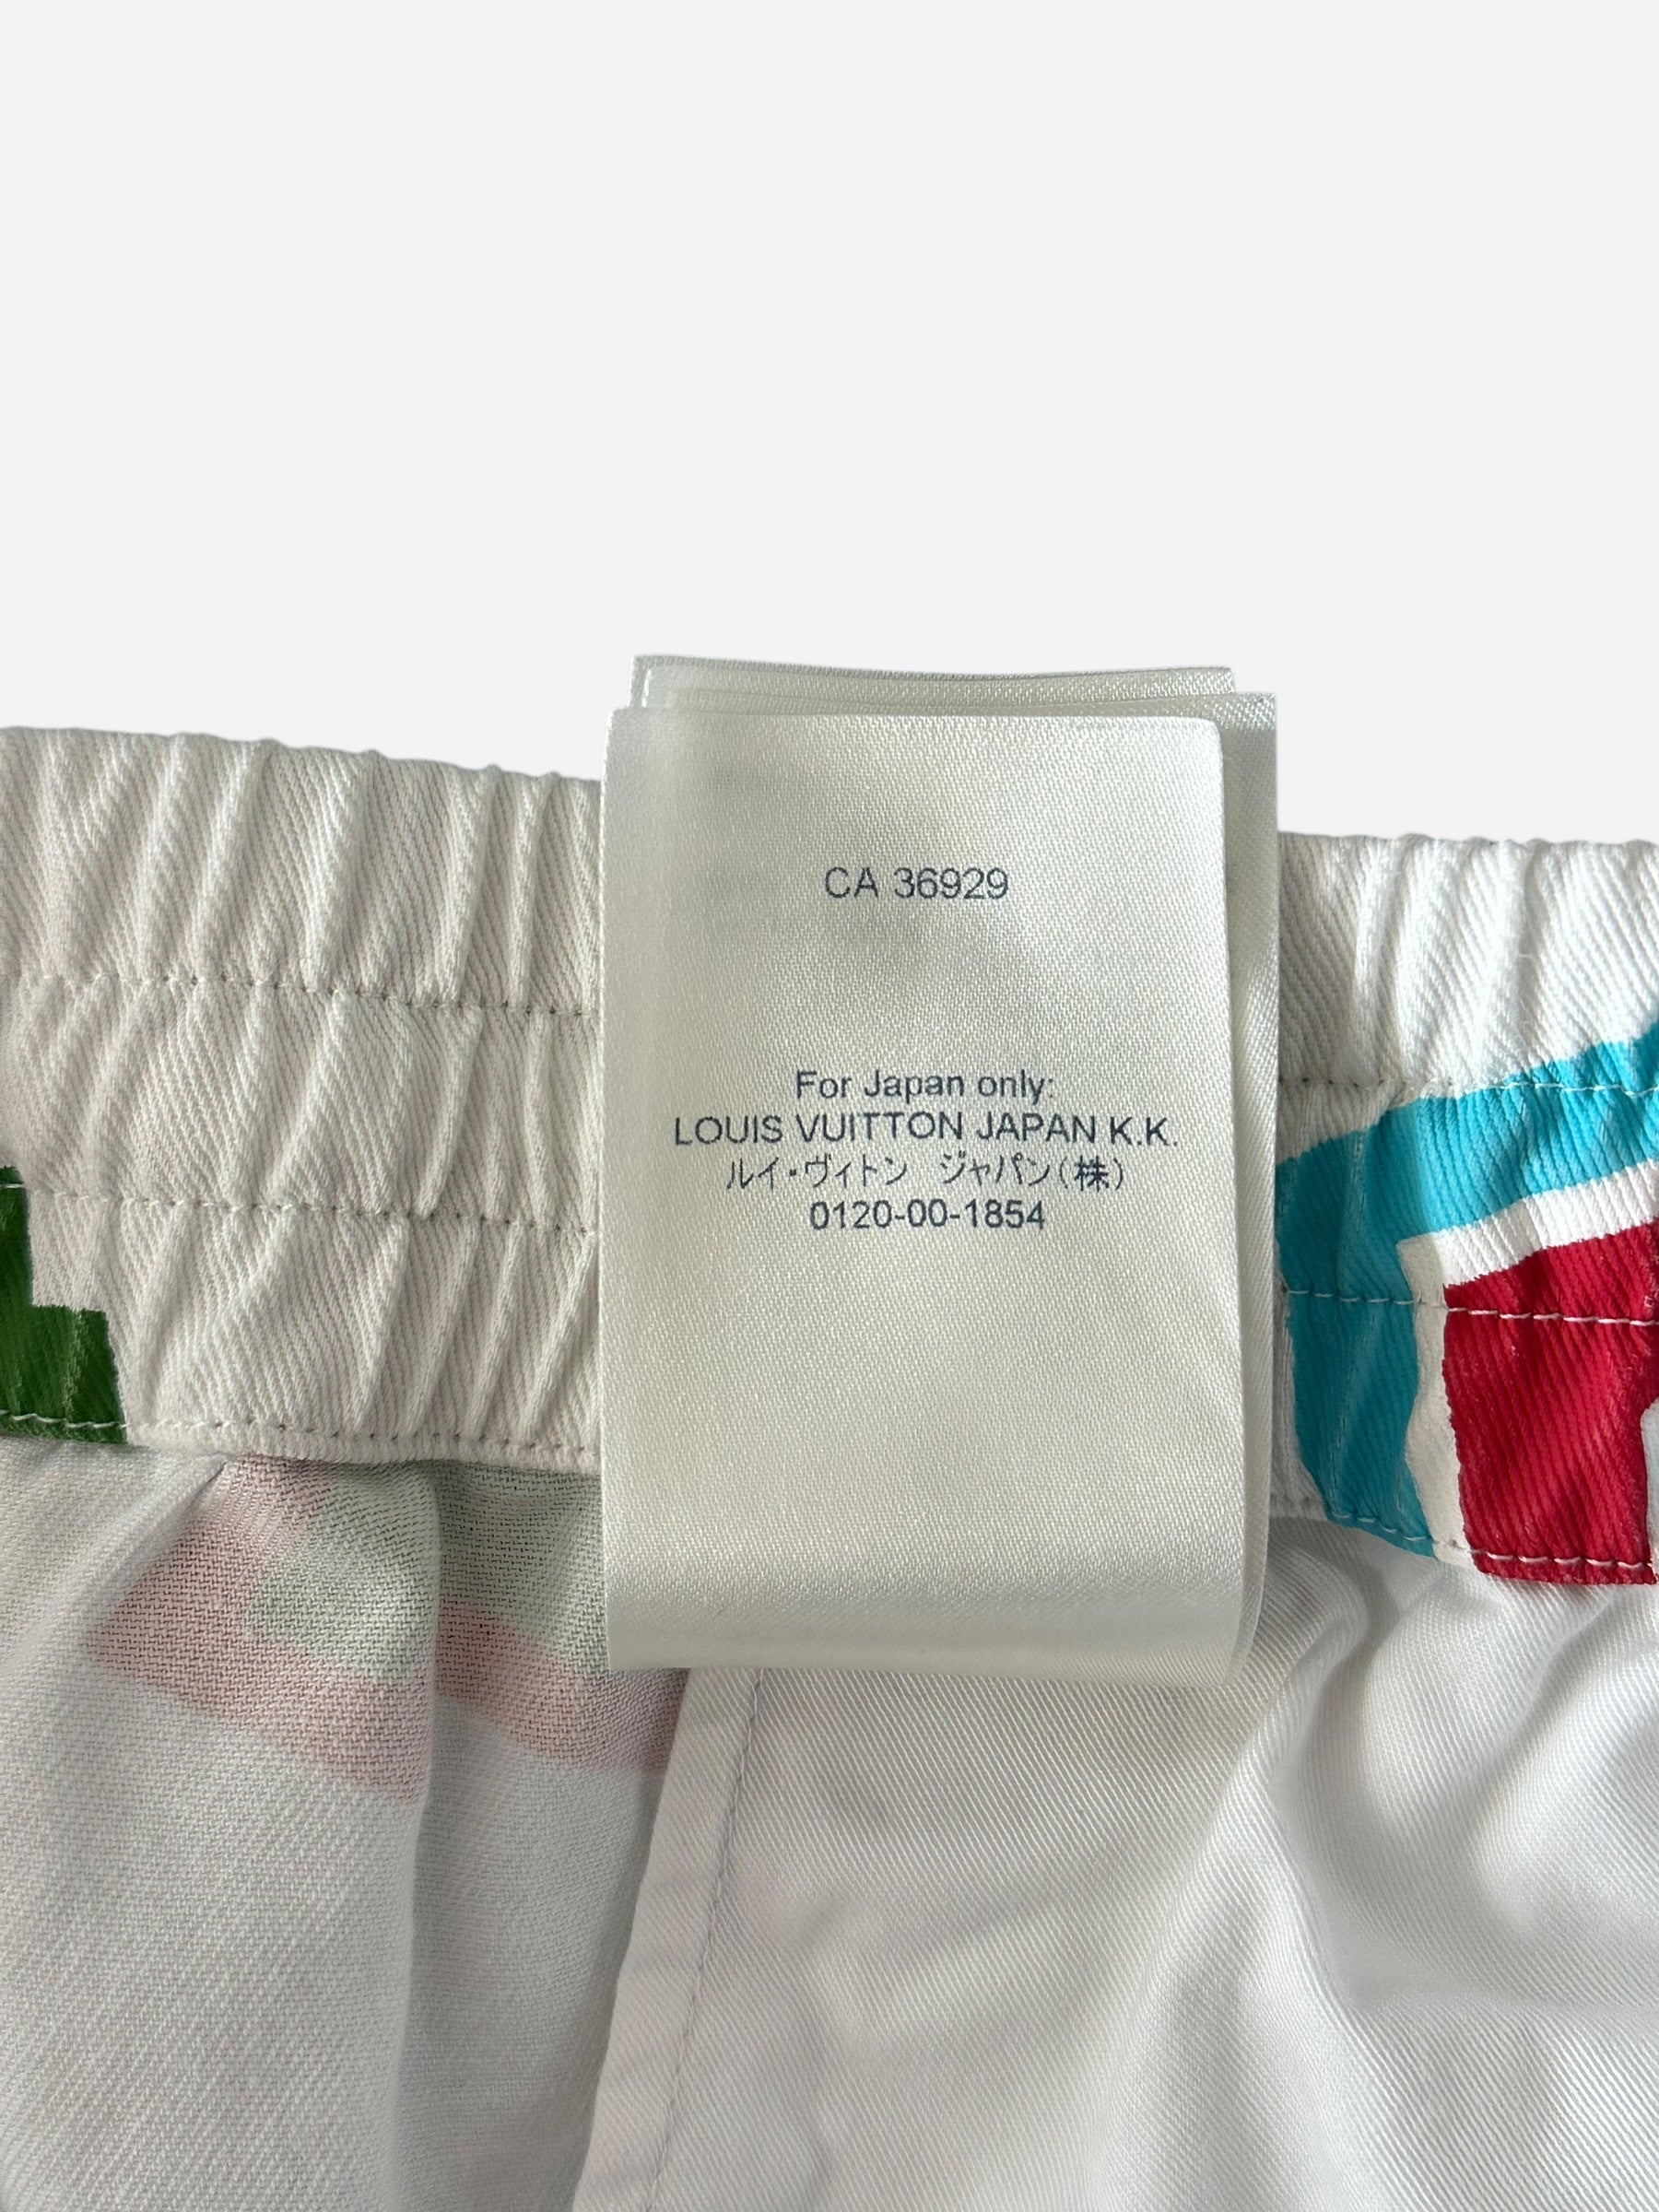 CA 36929
For Japan only:
LOUIS VUITTON JAPAN K.K.
ルイ・ヴィトン　ジャパン(株)
0120-00-1854